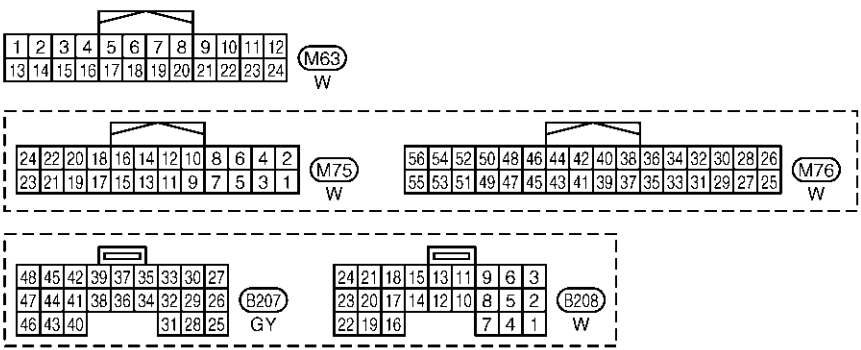 1 2 3 4 5 6 7 8 9 10 11 12
13 14 15 16 17 18 19 20 21 22 23 24
M63
W
24 22 20 18 16 14 12 10 8 6 4 2
23 21 19 17 15 13 11 9 7 5 3 1
M75
W
56 54 52 50 48 46 44 42 40 38 36 34 32 30 28 26
55 53 51 49 47 45 43 41 39 37 35 33 31 29 27 25
M76
W
48 45 42 39 37 35 33 30 27
47 44 41 38 36 34 32 29 26
46 43 40 31 28 25
B207
GY
24 21 18 15 13 11 9 6 3
23 20 17 14 12 10 8 5 2
22 19 16 7 4 1
B208
W